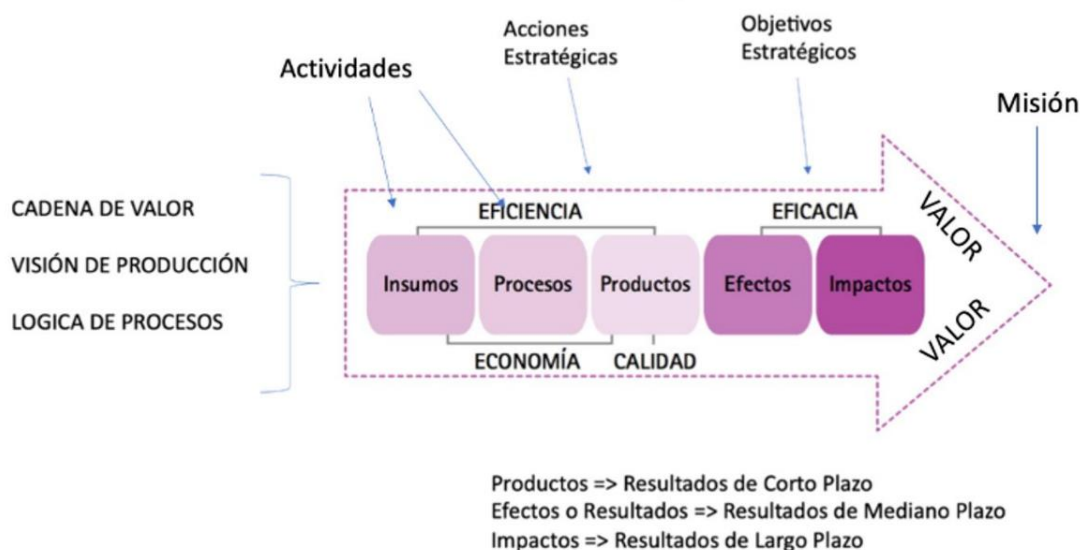 Actividades
Acciones
Estratégicas
Objetivos
Estratégicos
Misión
CADENA DE VALOR
VISIÓN DE PRODUCCIÓN
LOGICA DE PROCESOS
EFICIENCIA
EFICACIA
Insumos
Procesos
Productos
Efectos
Impactos
ECONOMÍA
CALIDAD
VALOR
VALOR
Productos => Resultados de Corto Plazo
Efectos o Resultados => Resultados de Mediano Plazo
Impactos => Resultados de Largo Plazo